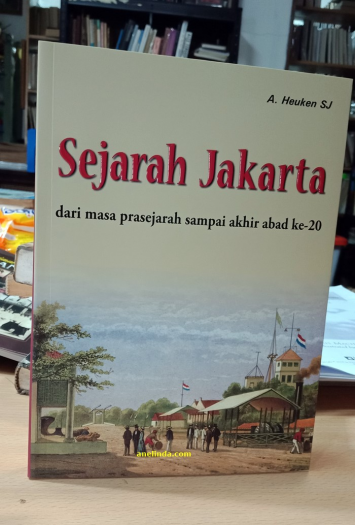 A. Heuken SJ
Sejarah Jakarta
dari masa prasejarah sampai akhir abad ke-20
anelinda.com